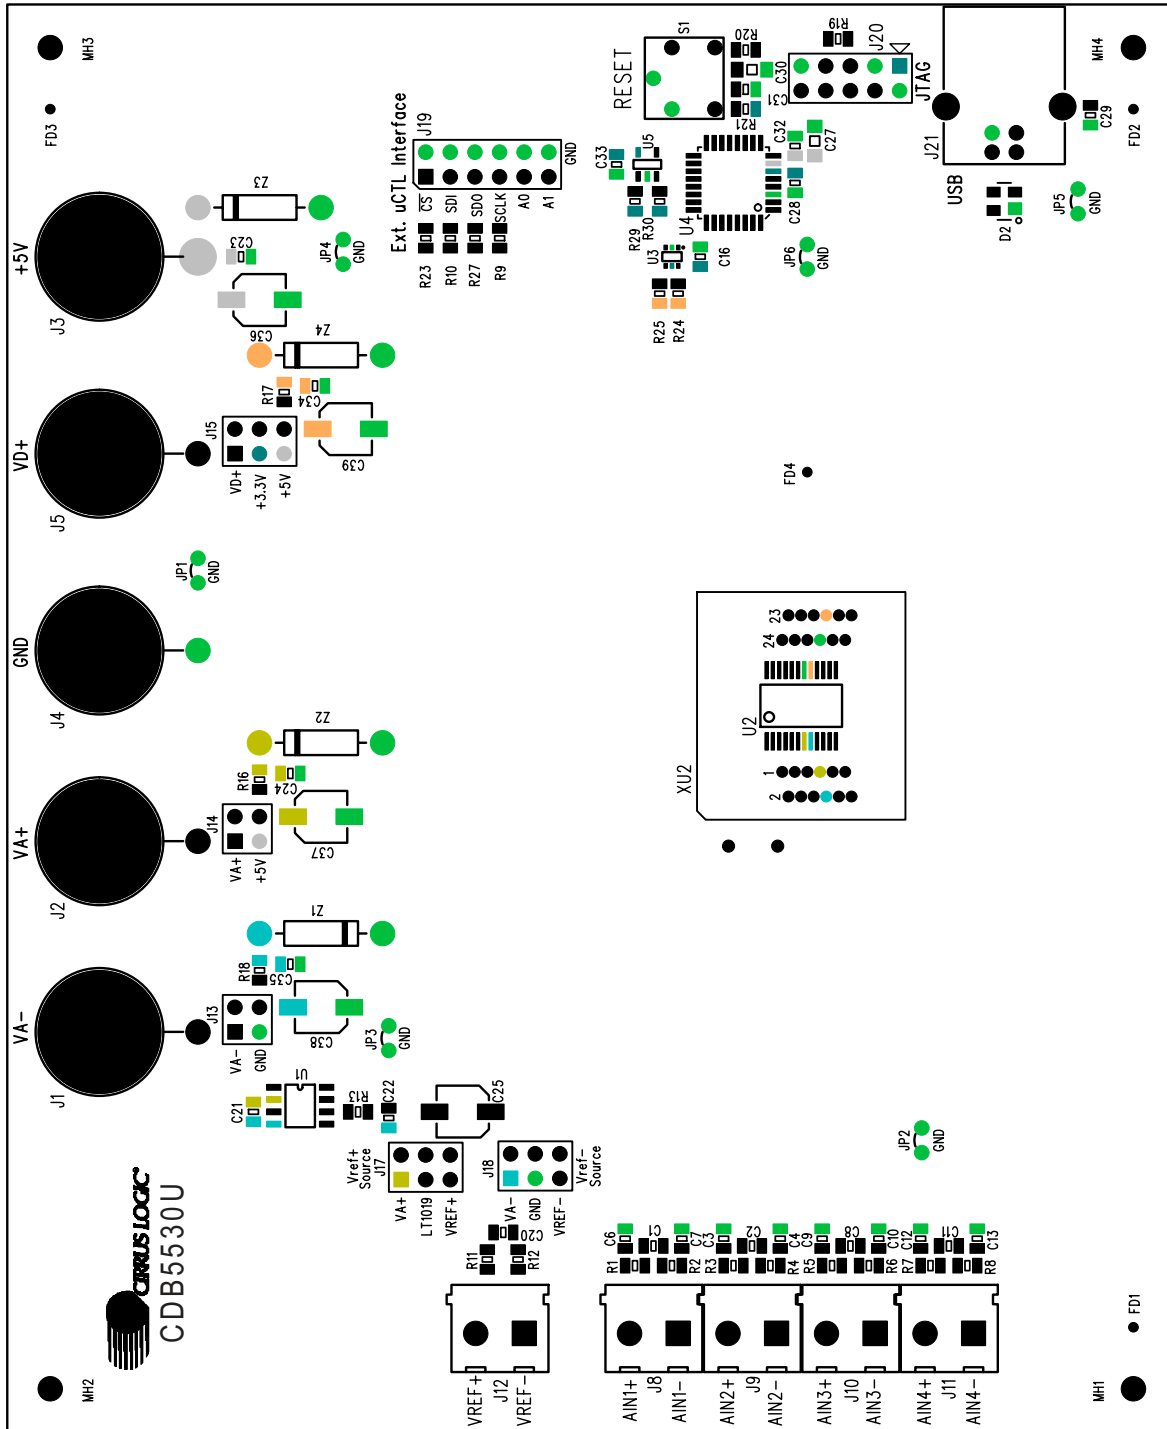 MH3
FD3
+5V
J3
Z3
C23
JP4
GND
C36
Z4
R17
C34
C39
VD+
J5
J15
VD+
+3.3V
+5V
JP1
GND
GND
J4
Z2
R16
C24
C37
VA+
J2
J14
VA+
+5V
Z1
R18
C35
C38
VA-
J1
J13
VA-
GND
JP3
GND
U1
C21
R13
C22
C25
Vref+
Source
J17
VA+
LT1019
VREF+
J18
Vref-
Source
VA-
GND
VREF-
CIRRUS LOGIC®
CDB5530U
MH2
R11
C20
R12
VREF+
J12
VREF-
Ext. uCTL Interface
J19
GND
CS
SDI
SDO
SCLK
A0
A1
R23
R10
R27
R9
RESET
S1
R20
C30
C31
R21
R19
J20
JTAG
C33
U5
R29
R30
U4
U3
C16
R25
R24
C32
C27
C28
JP6
GND
J21
USB
D2
JP5
GND
C29
FD2
MH4
FD4
XU2
U2
23
24
1
2
JP2
GND
C6
C1
C7
R1
R2
C3
C2
C4
R3
R4
C9
C8
C10
R5
R6
C12
C11
C13
R7
R8
AIN1+
J8
AIN1-
AIN2+
J9
AIN2-
AIN3+
J10
AIN3-
AIN4+
J11
AIN4-
FD1
MH1